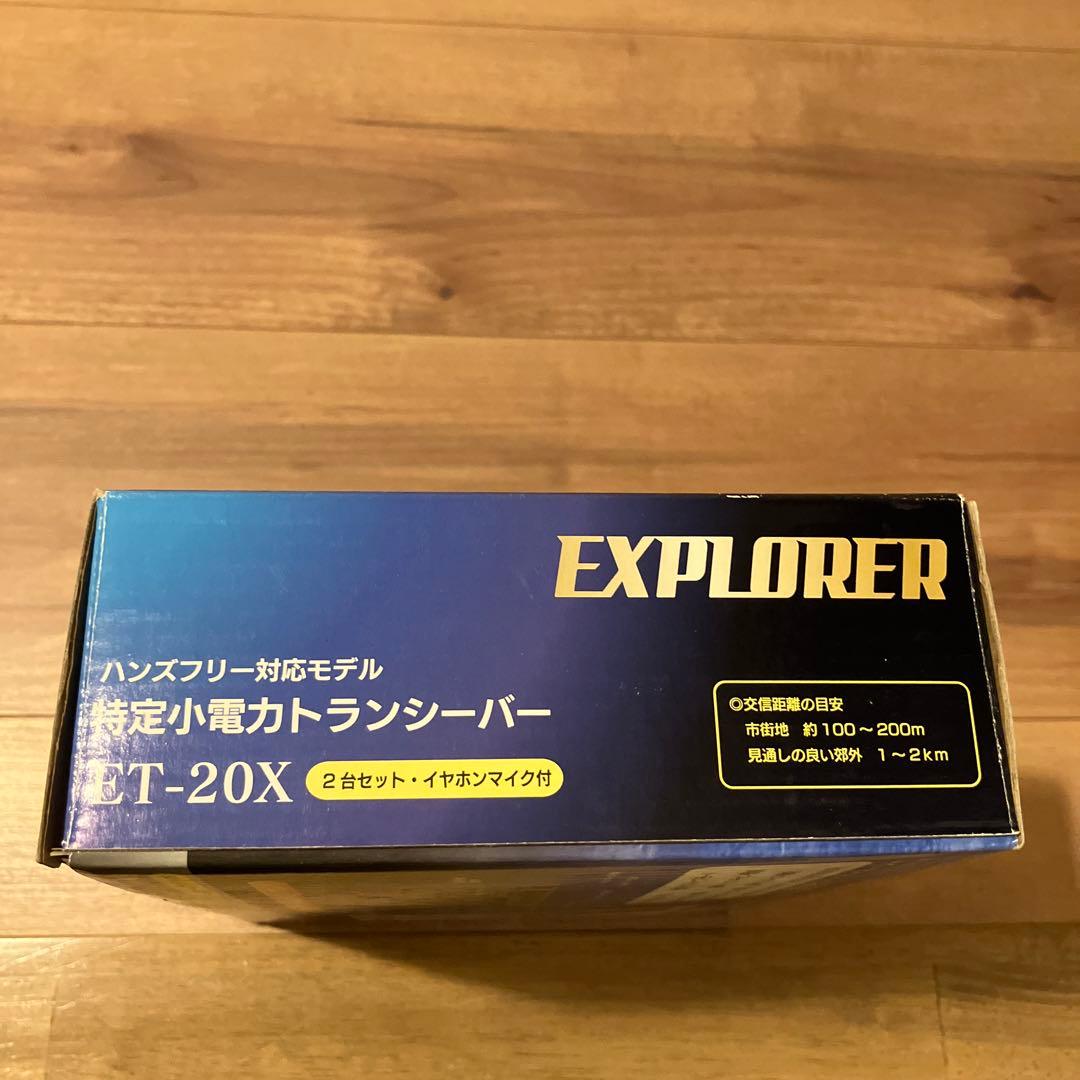 EXPLORER
ハンズフリー対応モデル
特定小電力トランシーバー
ET-20X
2台セット・イヤホンマイク付
◎交信距離の目安
市街地 約100~200m
見通しの良い郊外 1~2km